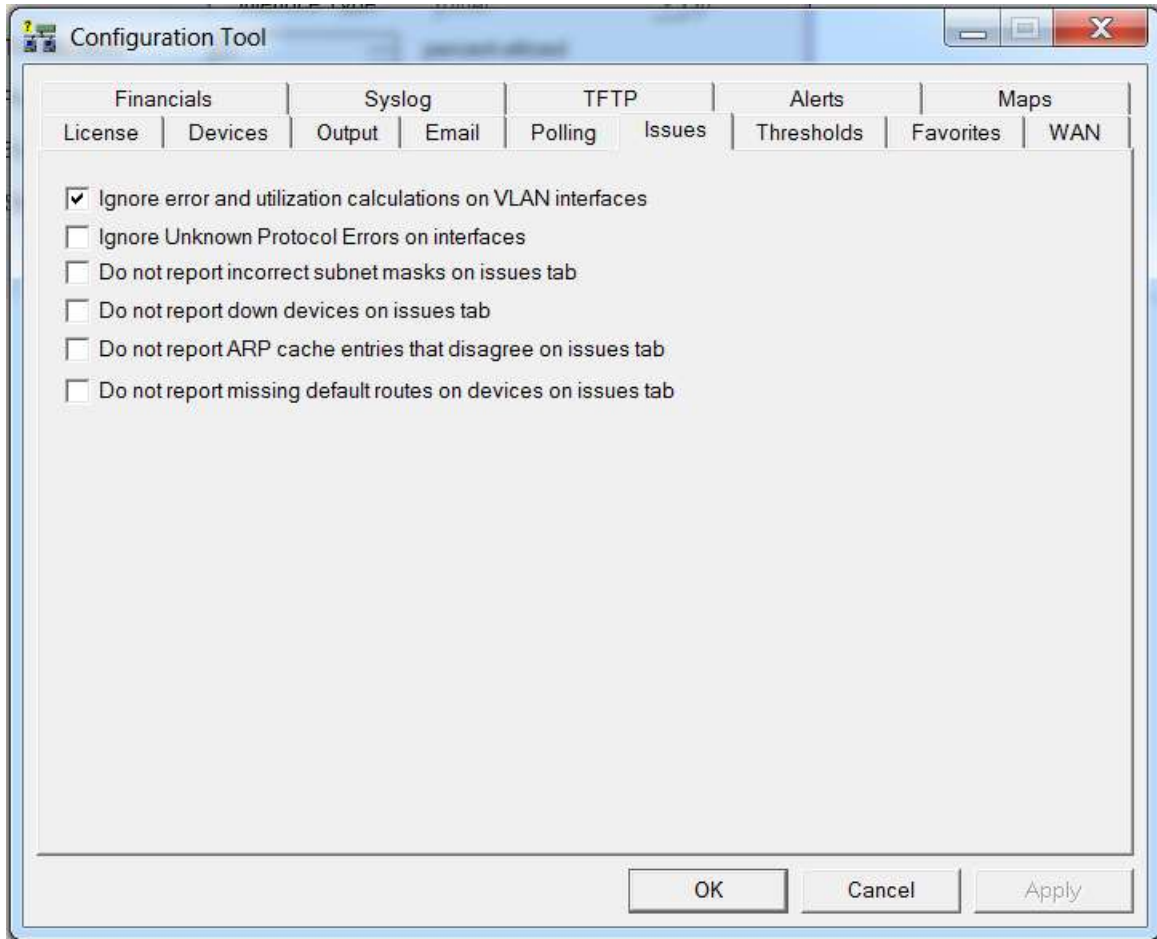 Interface Type
Configuration Tool
Financials Syslog TFTP Alerts Maps
License Devices Output Email Polling Issues Thresholds Favorites WAN
Ignore error and utilization calculations on VLAN interfaces
Ignore Unknown Protocol Errors on interfaces
Do not report incorrect subnet masks on issues tab
Do not report down devices on issues tab
Do not report ARP cache entries that disagree on issues tab
Do not report missing default routes on devices on issues tab
OK Cancel Apply